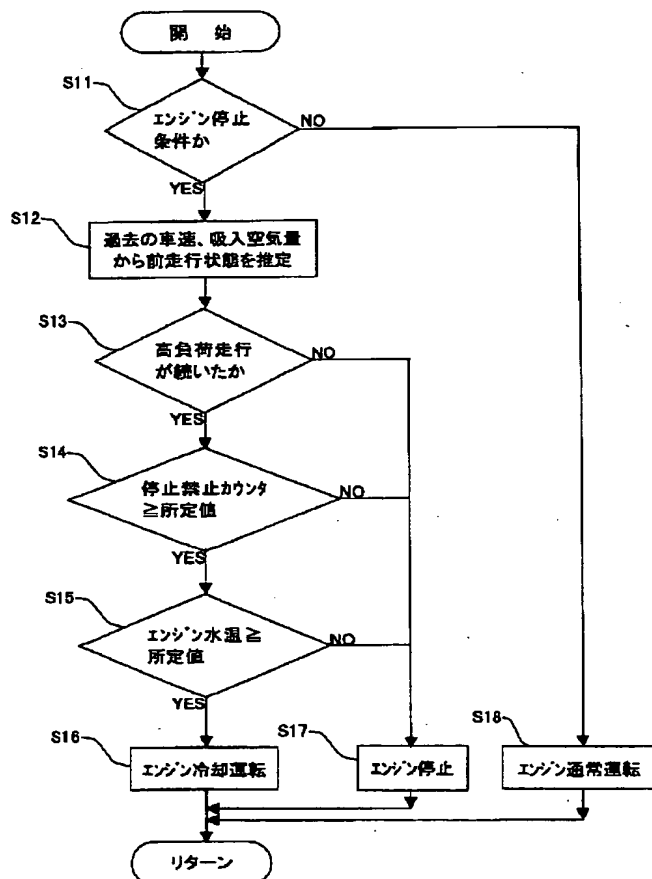 開 始
S11
エンジン停止
条件か
NO
YES
S12
過去の車速、吸入空気量
から前走行状態を推定
S13
高負荷走行
が続いたか
NO
YES
S14
停止禁止カウンタ
≧所定値
NO
YES
S15
エンジン水温≧
所定値
NO
YES
S16
エンジン冷却運転
S17
エンジン停止
S18
エンジン通常運転
リターン